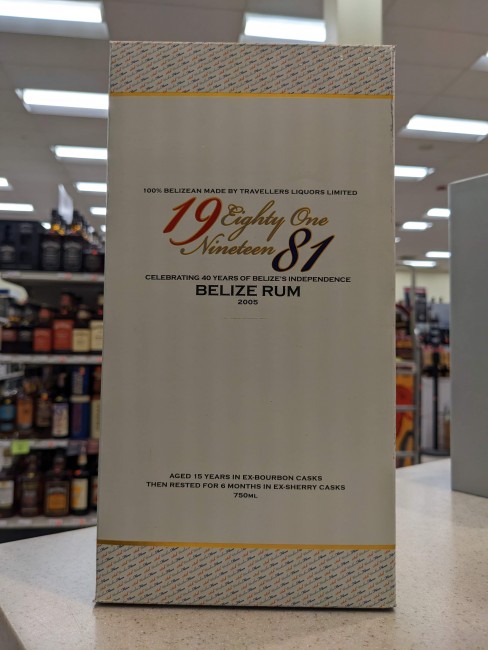 100% BELIZEAN MADE BY TRAVELLERS LIQUORS LIMITED
19 Eighty One
Nineteen 81
CELEBRATING 40 YEARS OF BELIZE'S INDEPENDENCE
BELIZE RUM
2005
AGED 15 YEARS IN EX-BOURBON CASKS
THEN RESTED FOR 6 MONTHS IN EX-SHERRY CASKS
750ML